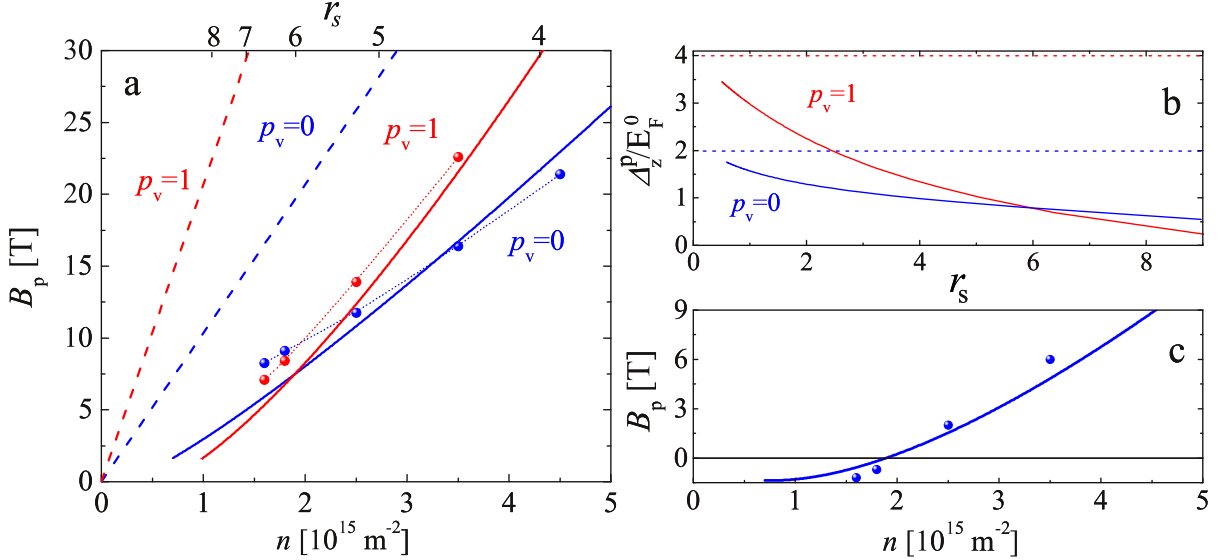 r_s
8 7 6 5 4
a
30
25
20
15
10
5
0
B_p [T]
p_v=1
p_v=0
p_v=1
p_v=0
0 1 2 3 4 5
n [10^15 m^-2]
b
4
3
2
1
0
Δ_z^p/E_F^0
p_v=1
p_v=0
0 2 4 6 8
r_s
c
9
6
3
0
B_p [T]
0 1 2 3 4 5
n [10^15 m^-2]